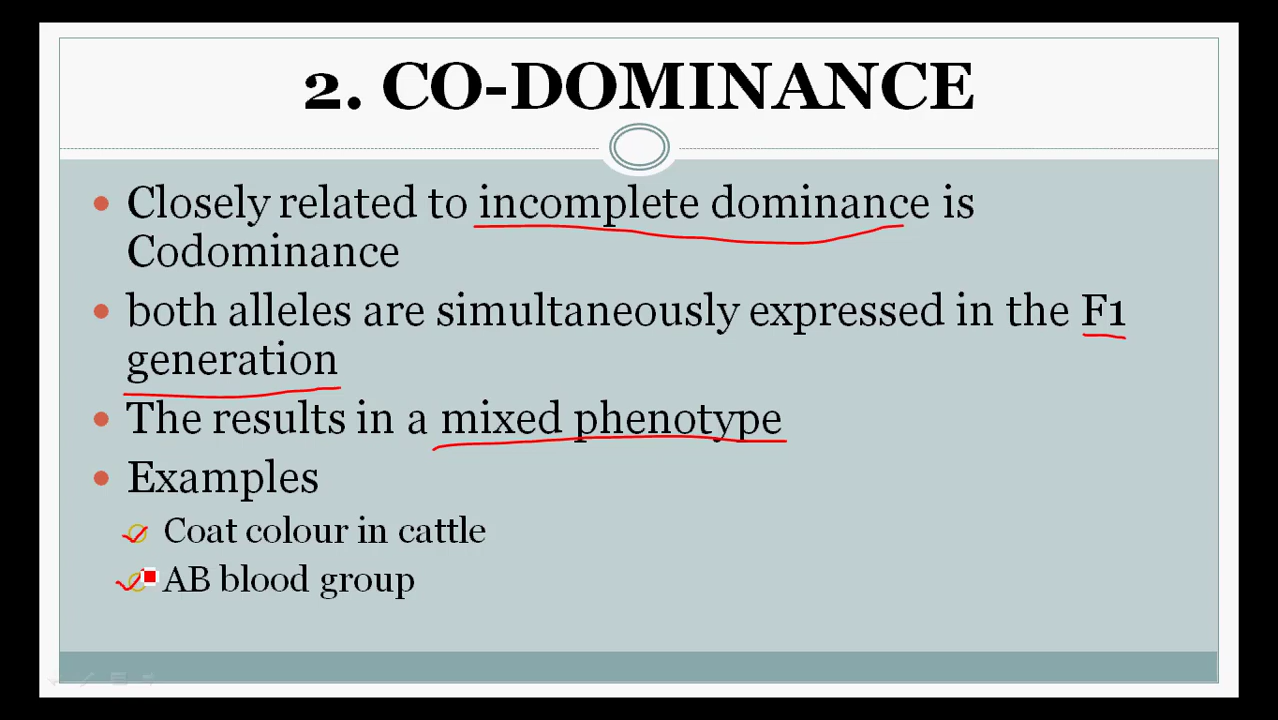 2. CO-DOMINANCE
Closely related to incomplete dominance is
Codominance
both alleles are simultaneously expressed in the F1
generation
The results in a mixed phenotype
Examples
Coat colour in cattle
AB blood group